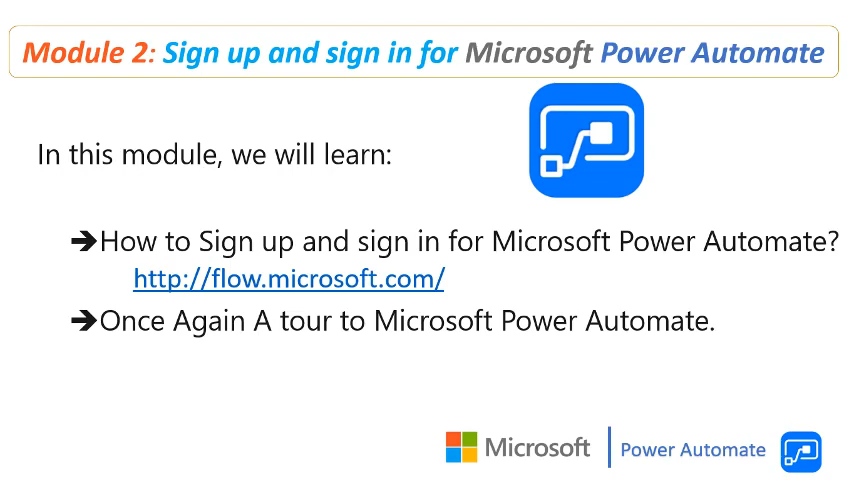 Module 2: Sign up and sign in for Microsoft Power Automate
In this module, we will learn:
➔How to Sign up and sign in for Microsoft Power Automate?
http://flow.microsoft.com/
➔Once Again A tour to Microsoft Power Automate.
Microsoft | Power Automate